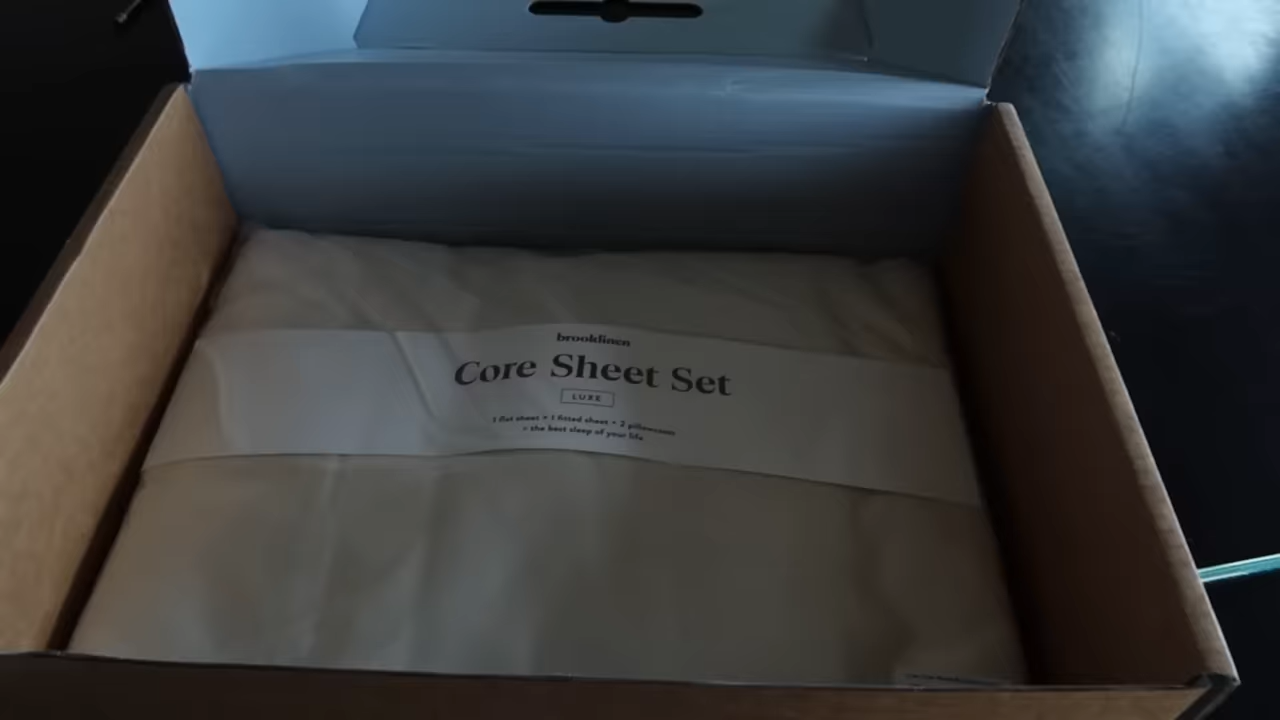 brooklinen
Core Sheet Set
LUXE
1 flat sheet + 1 fitted sheet + 2 pillowcases
= the best sleep of your life